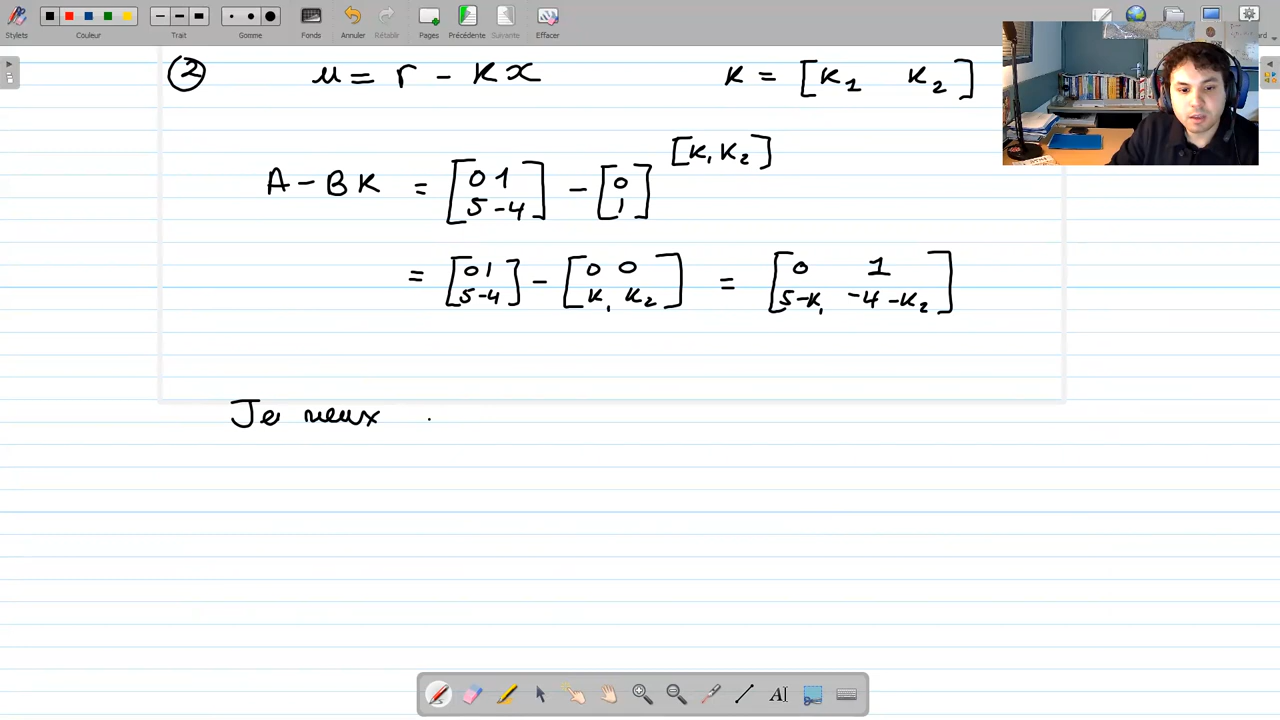 Stylets Couleur Trait Gomme Fonds Annuler Rétablir Pages Précédente Suivante Effacer
② u = r - Kx K = [K₂ K₂]
A - BK = [0 1; 5 -4] - [0; 1] [K₁ K₂]
= [0 1; 5 -4] - [0 0; K₁ K₂] = [0 1; 5-K₁ -4-K₂]
Je veux